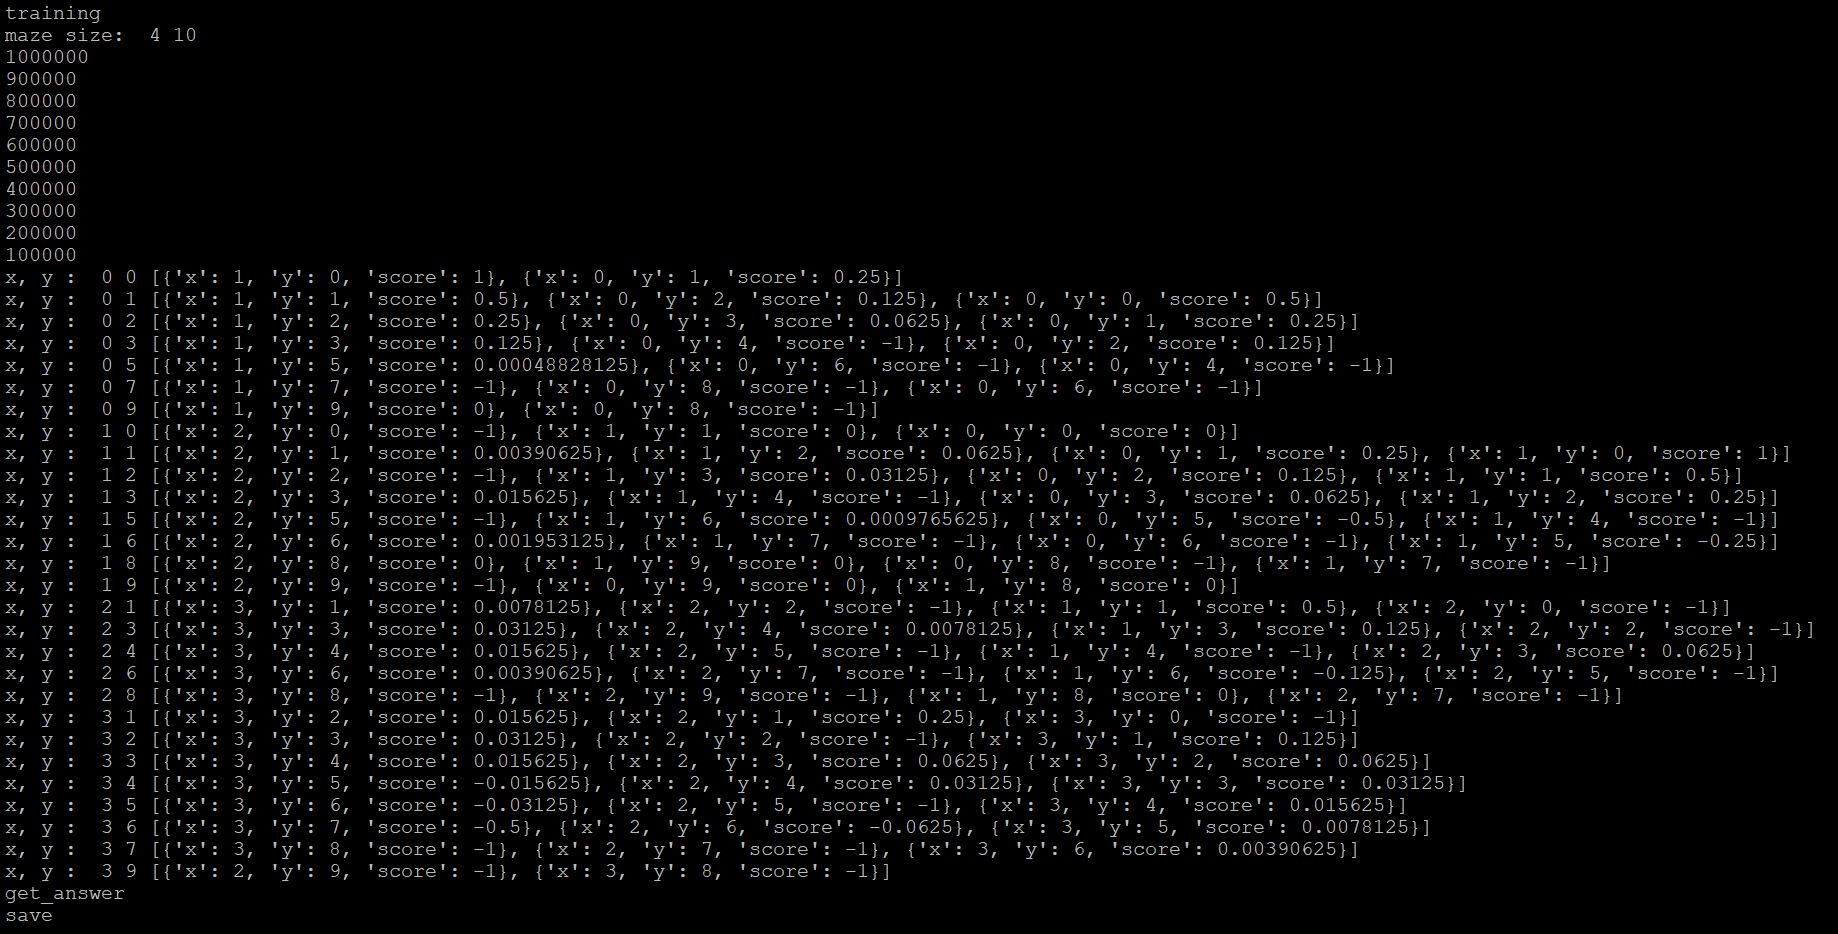 training
maze size:  4 10
1000000
900000
800000
700000
600000
500000
400000
300000
200000
100000
x, y :  0 0 [{'x': 1, 'y': 0, 'score': 1}, {'x': 0, 'y': 1, 'score': 0.25}]
x, y :  0 1 [{'x': 1, 'y': 1, 'score': 0.5}, {'x': 0, 'y': 2, 'score': 0.125}, {'x': 0, 'y': 0, 'score': 0.5}]
x, y :  0 2 [{'x': 1, 'y': 2, 'score': 0.25}, {'x': 0, 'y': 3, 'score': 0.0625}, {'x': 0, 'y': 1, 'score': 0.25}]
x, y :  0 3 [{'x': 1, 'y': 3, 'score': 0.125}, {'x': 0, 'y': 4, 'score': -1}, {'x': 0, 'y': 2, 'score': 0.125}]
x, y :  0 5 [{'x': 1, 'y': 5, 'score': 0.00048828125}, {'x': 0, 'y': 6, 'score': -1}, {'x': 0, 'y': 4, 'score': -1}]
x, y :  0 7 [{'x': 1, 'y': 7, 'score': -1}, {'x': 0, 'y': 8, 'score': -1}, {'x': 0, 'y': 6, 'score': -1}]
x, y :  0 9 [{'x': 1, 'y': 9, 'score': 0}, {'x': 0, 'y': 8, 'score': -1}]
x, y :  1 0 [{'x': 2, 'y': 0, 'score': -1}, {'x': 1, 'y': 1, 'score': 0}, {'x': 0, 'y': 0, 'score': 0}]
x, y :  1 1 [{'x': 2, 'y': 1, 'score': 0.00390625}, {'x': 1, 'y': 2, 'score': 0.0625}, {'x': 0, 'y': 1, 'score': 0.25}, {'x': 1, 'y': 0, 'score': 1}]
x, y :  1 2 [{'x': 2, 'y': 2, 'score': -1}, {'x': 1, 'y': 3, 'score': 0.03125}, {'x': 0, 'y': 2, 'score': 0.125}, {'x': 1, 'y': 1, 'score': 0.5}]
x, y :  1 3 [{'x': 2, 'y': 3, 'score': 0.015625}, {'x': 1, 'y': 4, 'score': -1}, {'x': 0, 'y': 3, 'score': 0.0625}, {'x': 1, 'y': 2, 'score': 0.25}]
x, y :  1 5 [{'x': 2, 'y': 5, 'score': -1}, {'x': 1, 'y': 6, 'score': 0.0009765625}, {'x': 0, 'y': 5, 'score': -0.5}, {'x': 1, 'y': 4, 'score': -1}]
x, y :  1 6 [{'x': 2, 'y': 6, 'score': 0.001953125}, {'x': 1, 'y': 7, 'score': -1}, {'x': 0, 'y': 6, 'score': -1}, {'x': 1, 'y': 5, 'score': -0.25}]
x, y :  1 8 [{'x': 2, 'y': 8, 'score': 0}, {'x': 1, 'y': 9, 'score': 0}, {'x': 0, 'y': 8, 'score': -1}, {'x': 1, 'y': 7, 'score': -1}]
x, y :  1 9 [{'x': 2, 'y': 9, 'score': -1}, {'x': 0, 'y': 9, 'score': 0}, {'x': 1, 'y': 8, 'score': 0}]
x, y :  2 1 [{'x': 3, 'y': 1, 'score': 0.0078125}, {'x': 2, 'y': 2, 'score': -1}, {'x': 1, 'y': 1, 'score': 0.5}, {'x': 2, 'y': 0, 'score': -1}]
x, y :  2 3 [{'x': 3, 'y': 3, 'score': 0.03125}, {'x': 2, 'y': 4, 'score': 0.0078125}, {'x': 1, 'y': 3, 'score': 0.125}, {'x': 2, 'y': 2, 'score': -1}]
x, y :  2 4 [{'x': 3, 'y': 4, 'score': 0.015625}, {'x': 2, 'y': 5, 'score': -1}, {'x': 1, 'y': 4, 'score': -1}, {'x': 2, 'y': 3, 'score': 0.0625}]
x, y :  2 6 [{'x': 3, 'y': 6, 'score': 0.00390625}, {'x': 2, 'y': 7, 'score': -1}, {'x': 1, 'y': 6, 'score': -0.125}, {'x': 2, 'y': 5, 'score': -1}]
x, y :  2 8 [{'x': 3, 'y': 8, 'score': -1}, {'x': 2, 'y': 9, 'score': -1}, {'x': 1, 'y': 8, 'score': 0}, {'x': 2, 'y': 7, 'score': -1}]
x, y :  3 1 [{'x': 3, 'y': 2, 'score': 0.015625}, {'x': 2, 'y': 1, 'score': 0.25}, {'x': 3, 'y': 0, 'score': -1}]
x, y :  3 2 [{'x': 3, 'y': 3, 'score': 0.03125}, {'x': 2, 'y': 2, 'score': -1}, {'x': 3, 'y': 1, 'score': 0.125}]
x, y :  3 3 [{'x': 3, 'y': 4, 'score': 0.015625}, {'x': 2, 'y': 3, 'score': 0.0625}, {'x': 3, 'y': 2, 'score': 0.0625}]
x, y :  3 4 [{'x': 3, 'y': 5, 'score': -0.015625}, {'x': 2, 'y': 4, 'score': 0.03125}, {'x': 3, 'y': 3, 'score': 0.03125}]
x, y :  3 5 [{'x': 3, 'y': 6, 'score': -0.03125}, {'x': 2, 'y': 5, 'score': -1}, {'x': 3, 'y': 4, 'score': 0.015625}]
x, y :  3 6 [{'x': 3, 'y': 7, 'score': -0.5}, {'x': 2, 'y': 6, 'score': -0.0625}, {'x': 3, 'y': 5, 'score': 0.0078125}]
x, y :  3 7 [{'x': 3, 'y': 8, 'score': -1}, {'x': 2, 'y': 7, 'score': -1}, {'x': 3, 'y': 6, 'score': 0.00390625}]
x, y :  3 9 [{'x': 2, 'y': 9, 'score': -1}, {'x': 3, 'y': 8, 'score': -1}]
get_answer
save